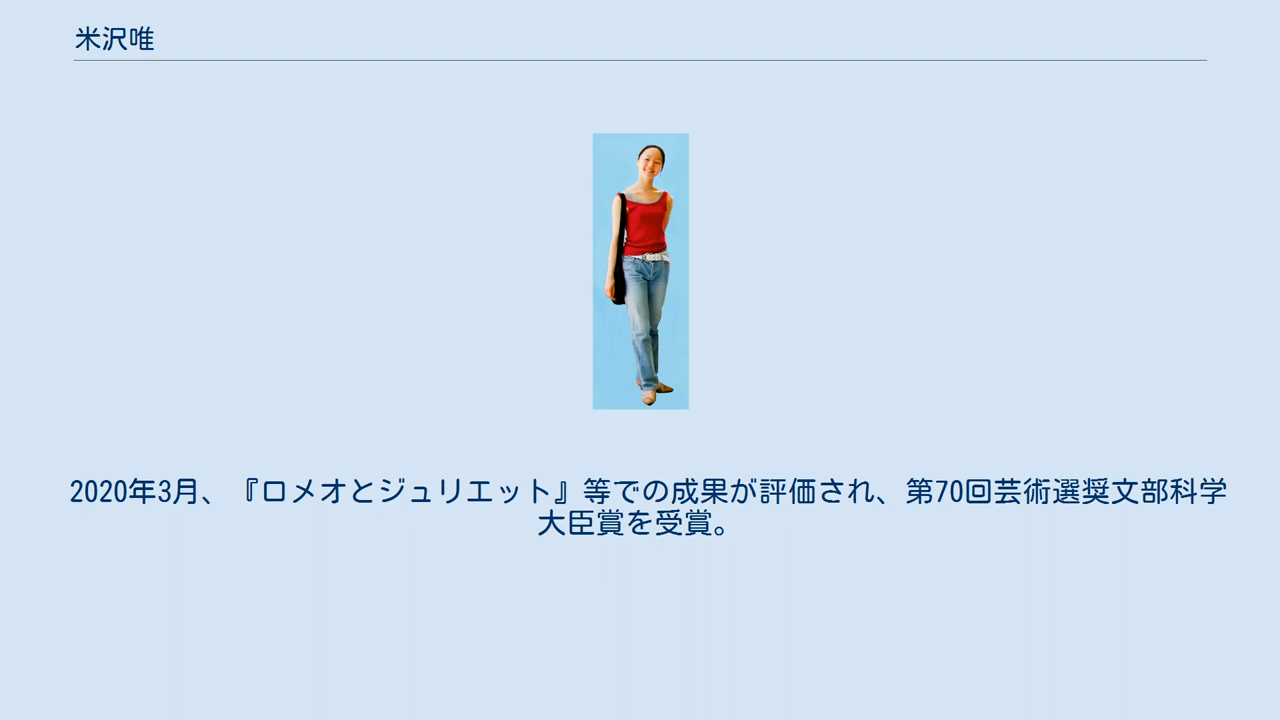 米沢唯
2020年3月、『ロメオとジュリエット』等での成果が評価され、第70回芸術選奨文部科学
大臣賞を受賞。